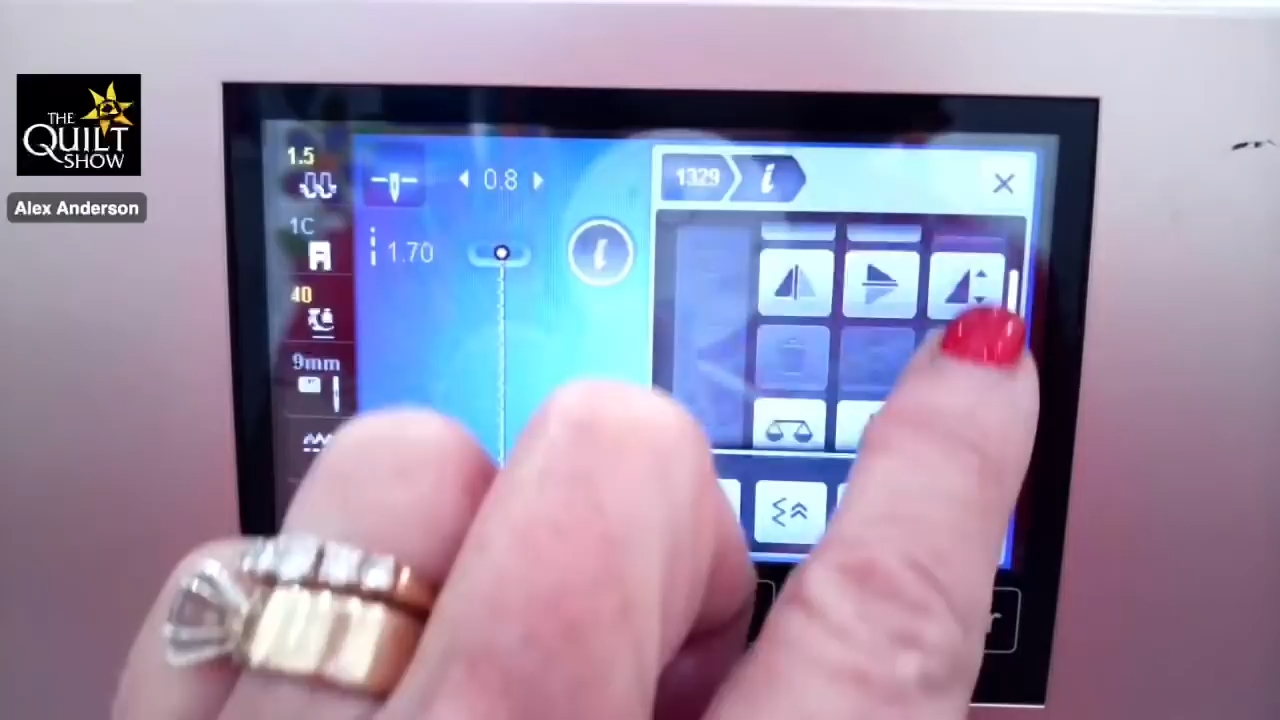 THE
QUILT
SHOW
Alex Anderson
1.5
0.8
1329
i
1C
1.70
i
40
9mm
r